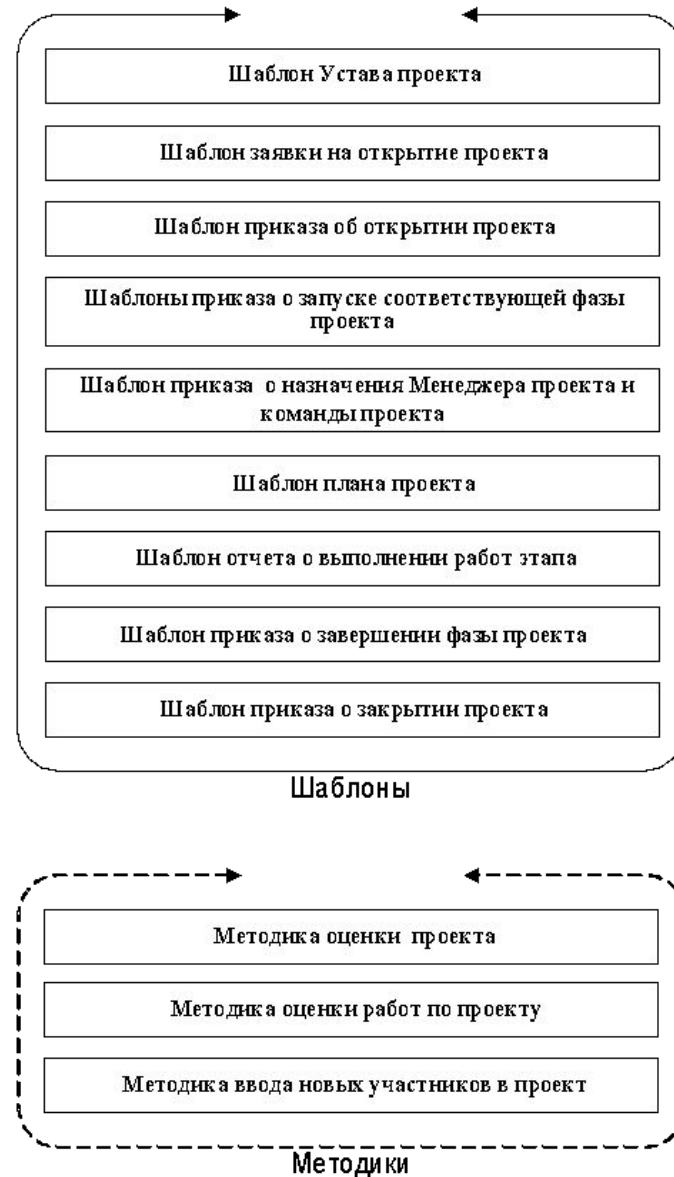 Шаблон Устава проекта
Шаблон заявки на открытие проекта
Шаблон приказа об открытии проекта
Шаблоны приказа о запуске соответствующей фазы
проекта
Шаблон приказа о назначения Менеджера проекта и
команды проекта
Шаблон плана проекта
Шаблон отчета о выполнении работ этапа
Шаблон приказа о завершении фазы проекта
Шаблон приказа о закрытии проекта
Шаблоны
Методика оценки проекта
Методика оценки работ по проекту
Методика ввода новых участников в проект
Методики